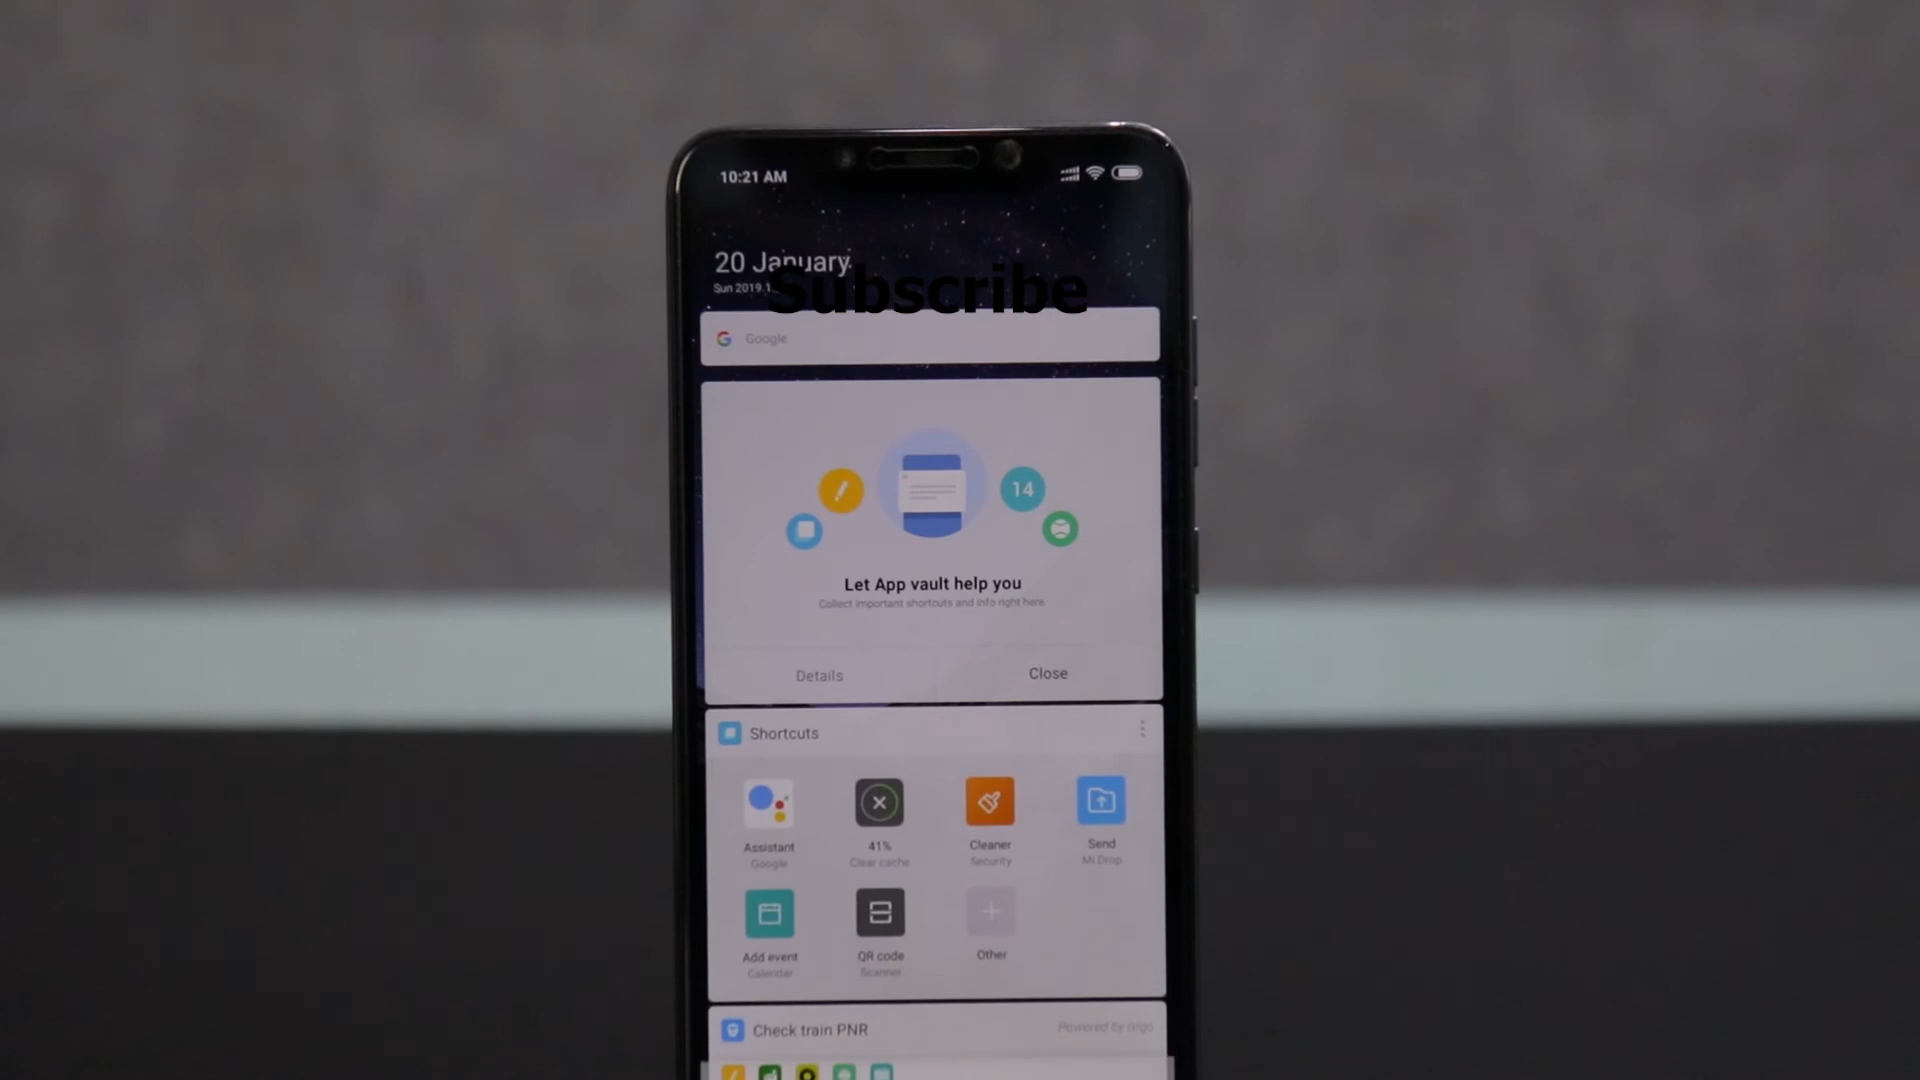 10:21 AM
20 January
Sun 2019.1
Subscribe
Google
14
Let App vault help you
Collect important shortcuts and info right here.
Details
Close
Shortcuts
Assistant
Google
41%
Clear cache
Cleaner
Security
Send
Mi Drop
Add event
Calendar
QR code
Scanner
Other
Check train PNR
Powered by ixigo